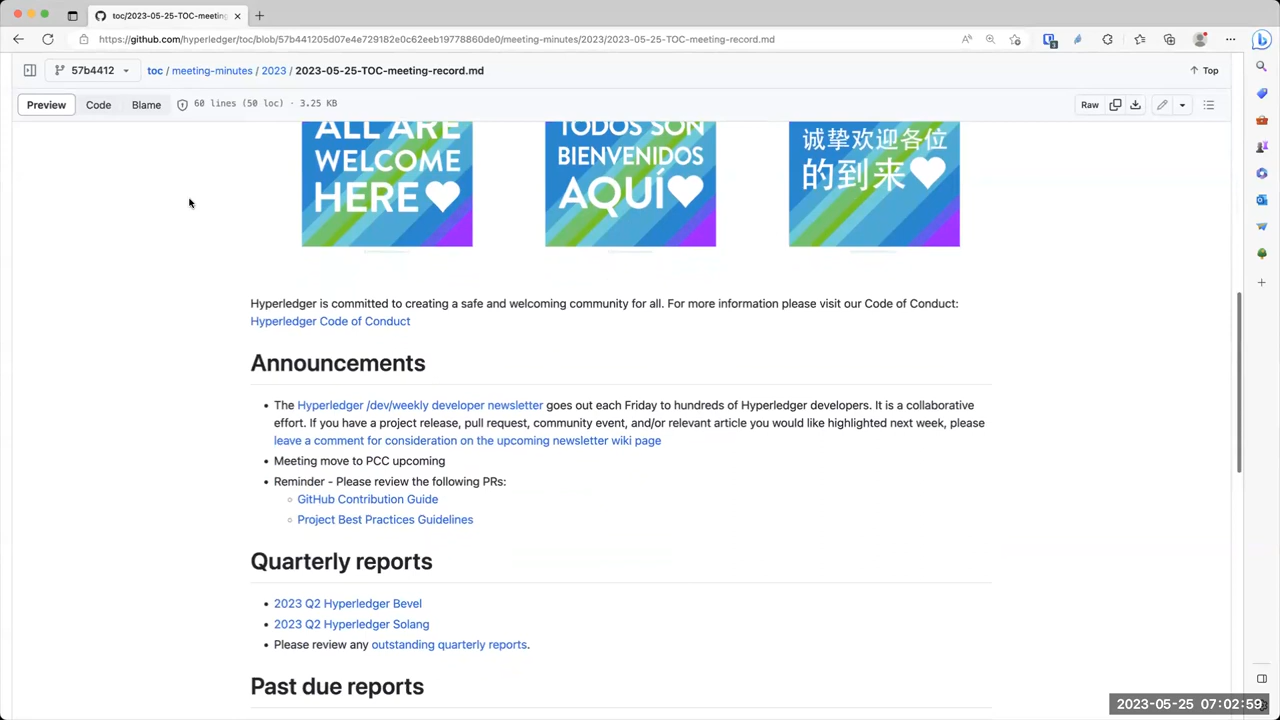 toc/2023-05-25-TOC-meeting-
https://github.com/hyperledger/toc/blob/57b441205d07e4e729182e0c62eeb19778860de0/meeting-minutes/2023/2023-05-25-TOC-meeting-record.md
57b4412
toc / meeting-minutes / 2023 / 2023-05-25-TOC-meeting-record.md
Top
Preview Code Blame 60 lines (50 loc) · 3.25 KB
Raw
ALL ARE
WELCOME
HERE
TODOS SON
BIENVENIDOS
AQUÍ
诚挚欢迎各位
的到来
Hyperledger is committed to creating a safe and welcoming community for all. For more information please visit our Code of Conduct:
Hyperledger Code of Conduct
Announcements
• The Hyperledger /dev/weekly developer newsletter goes out each Friday to hundreds of Hyperledger developers. It is a collaborative
effort. If you have a project release, pull request, community event, and/or relevant article you would like highlighted next week, please
leave a comment for consideration on the upcoming newsletter wiki page
• Meeting move to PCC upcoming
• Reminder - Please review the following PRs:
○ GitHub Contribution Guide
○ Project Best Practices Guidelines
Quarterly reports
• 2023 Q2 Hyperledger Bevel
• 2023 Q2 Hyperledger Solang
• Please review any outstanding quarterly reports.
Past due reports
2023-05-25 07:02:59